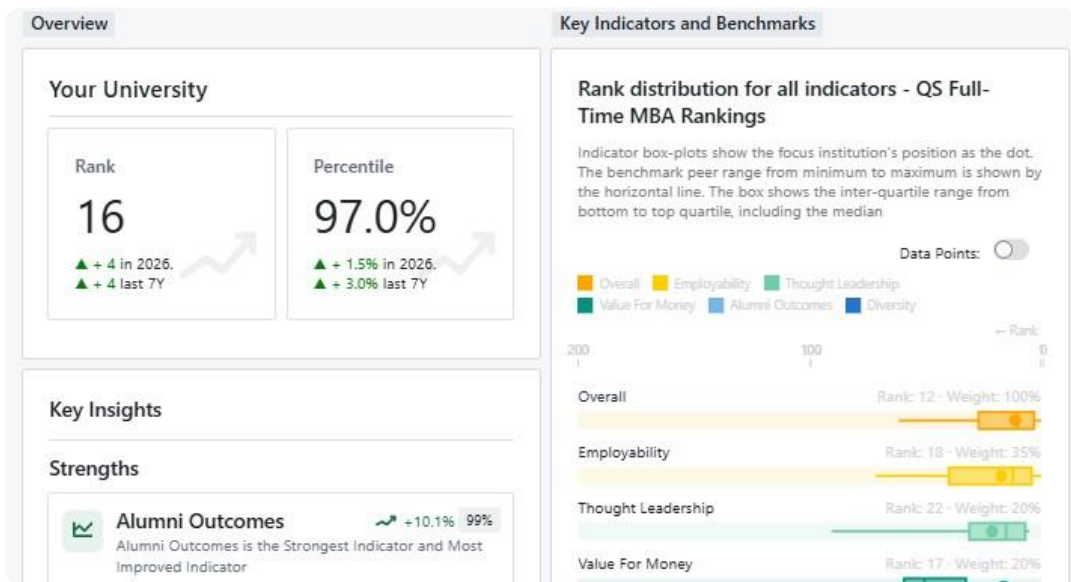 Overview
Your University
Rank
16
▲ + 4 in 2026.
▲ + 4 last 7Y
Percentile
97.0%
▲ + 1.5% in 2026.
▲ + 3.0% last 7Y
Key Insights
Strengths
Alumni Outcomes
+10.1% 99%
Alumni Outcomes is the Strongest Indicator and Most
Improved Indicator
Key Indicators and Benchmarks
Rank distribution for all indicators - QS Full-
Time MBA Rankings
Indicator box-plots show the focus institution's position as the dot.
The benchmark peer range from minimum to maximum is shown by
the horizontal line. The box shows the inter-quartile range from
bottom to top quartile, including the median
Data Points:
Overall Employability Thought Leadership
Value For Money Alumni Outcomes Diversity
← Rank
200 100 0
Overall Rank: 12 · Weight: 100%
Employability Rank: 18 · Weight: 35%
Thought Leadership Rank: 22 · Weight: 20%
Value For Money Rank: 17 · Weight: 20%